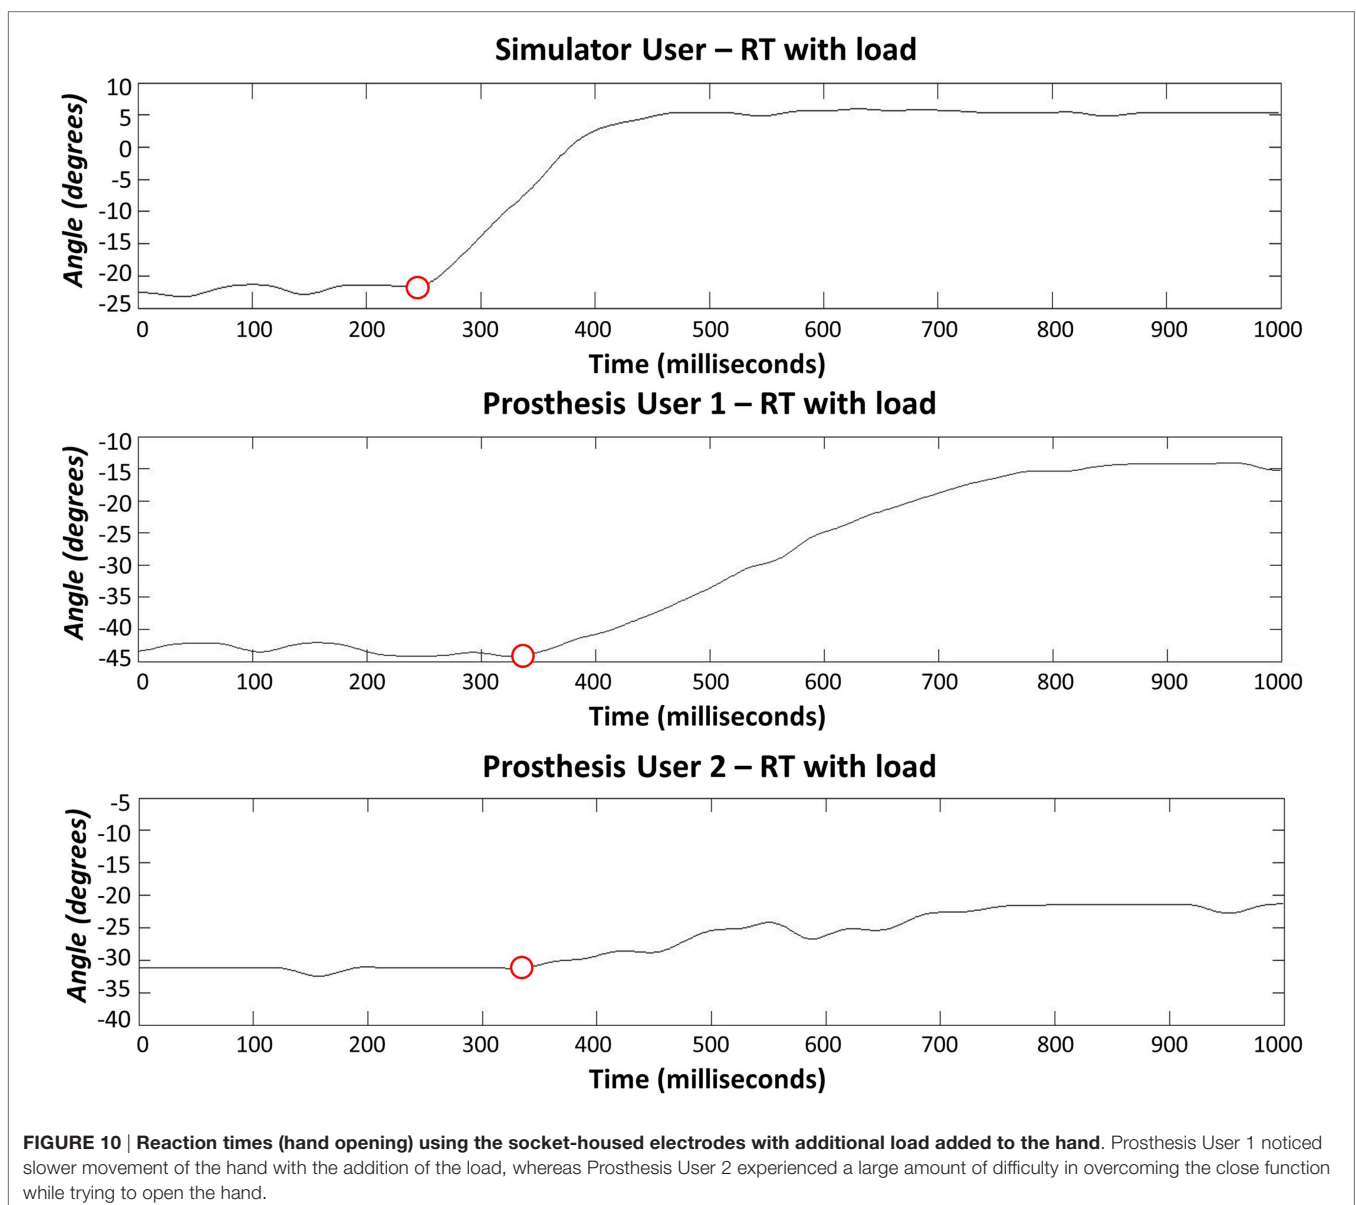 Simulator User – RT with load
Angle (degrees)
10
5
0
-5
-10
-15
-20
-25
0 100 200 300 400 500 600 700 800 900 1000
Time (milliseconds)
Prosthesis User 1 – RT with load
Angle (degrees)
-10
-15
-20
-25
-30
-35
-40
-45
0 100 200 300 400 500 600 700 800 900 1000
Time (milliseconds)
Prosthesis User 2 – RT with load
Angle (degrees)
-5
-10
-15
-20
-25
-30
-35
-40
0 100 200 300 400 500 600 700 800 900 1000
Time (milliseconds)
FIGURE 10 | Reaction times (hand opening) using the socket-housed electrodes with additional load added to the hand. Prosthesis User 1 noticed
slower movement of the hand with the addition of the load, whereas Prosthesis User 2 experienced a large amount of difficulty in overcoming the close function
while trying to open the hand.